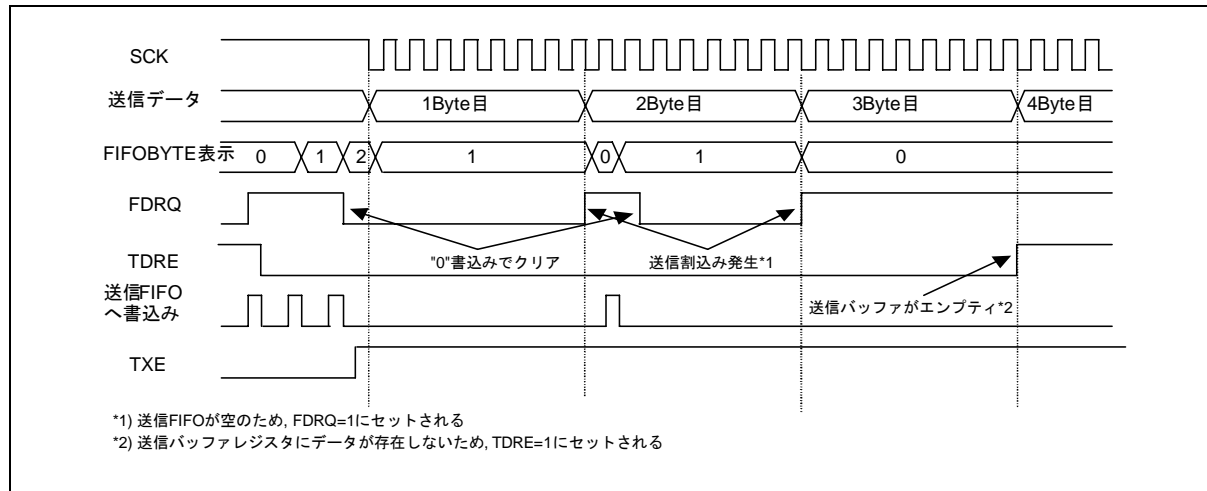 SCK
送信データ 1Byte目 2Byte目 3Byte目 4Byte目
FIFOBYTE表示 0 1 2 1 0 1 0
FDRQ
TDRE "0"書込みでクリア 送信割込み発生*1
送信FIFO
へ書込み 送信バッファがエンプティ*2
TXE
*1) 送信FIFOが空のため, FDRQ=1にセットされる
*2) 送信バッファレジスタにデータが存在しないため, TDRE=1にセットされる